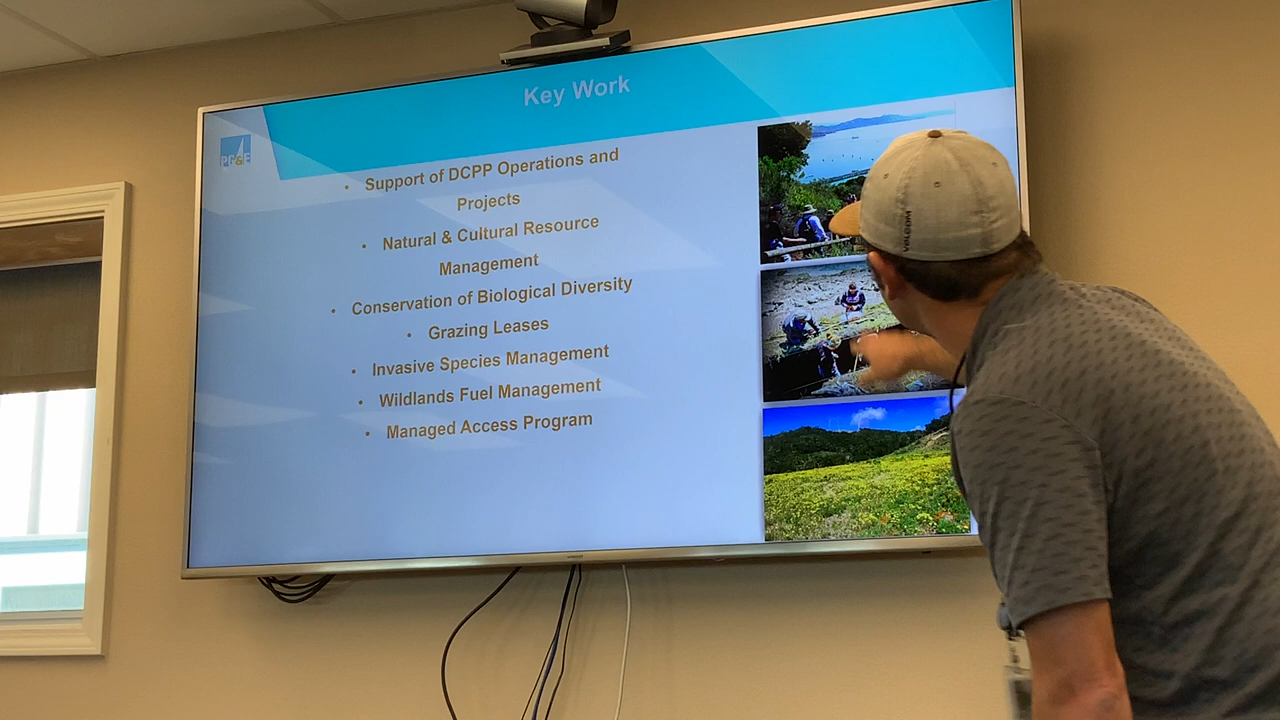 Key Work
PG&E
• Support of DCPP Operations and
Projects
• Natural & Cultural Resource
Management
• Conservation of Biological Diversity
• Grazing Leases
• Invasive Species Management
• Wildlands Fuel Management
• Managed Access Program
VOLCOM